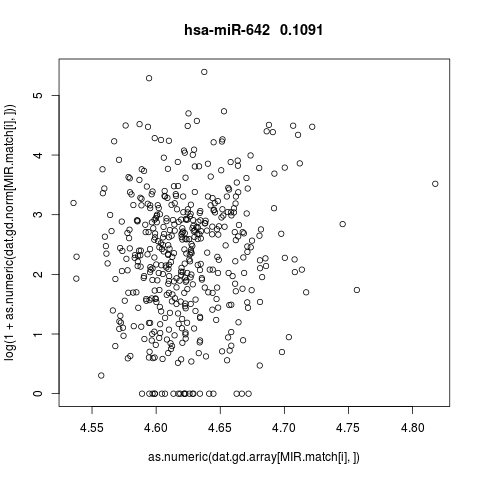 hsa-miR-642 0.1091
log(1 + as.numeric(dat.gd.norm[MIR.match[i], ]))
5
4
3
2
1
0
4.55 4.60 4.65 4.70 4.75 4.80
as.numeric(dat.gd.array[MIR.match[i], ])